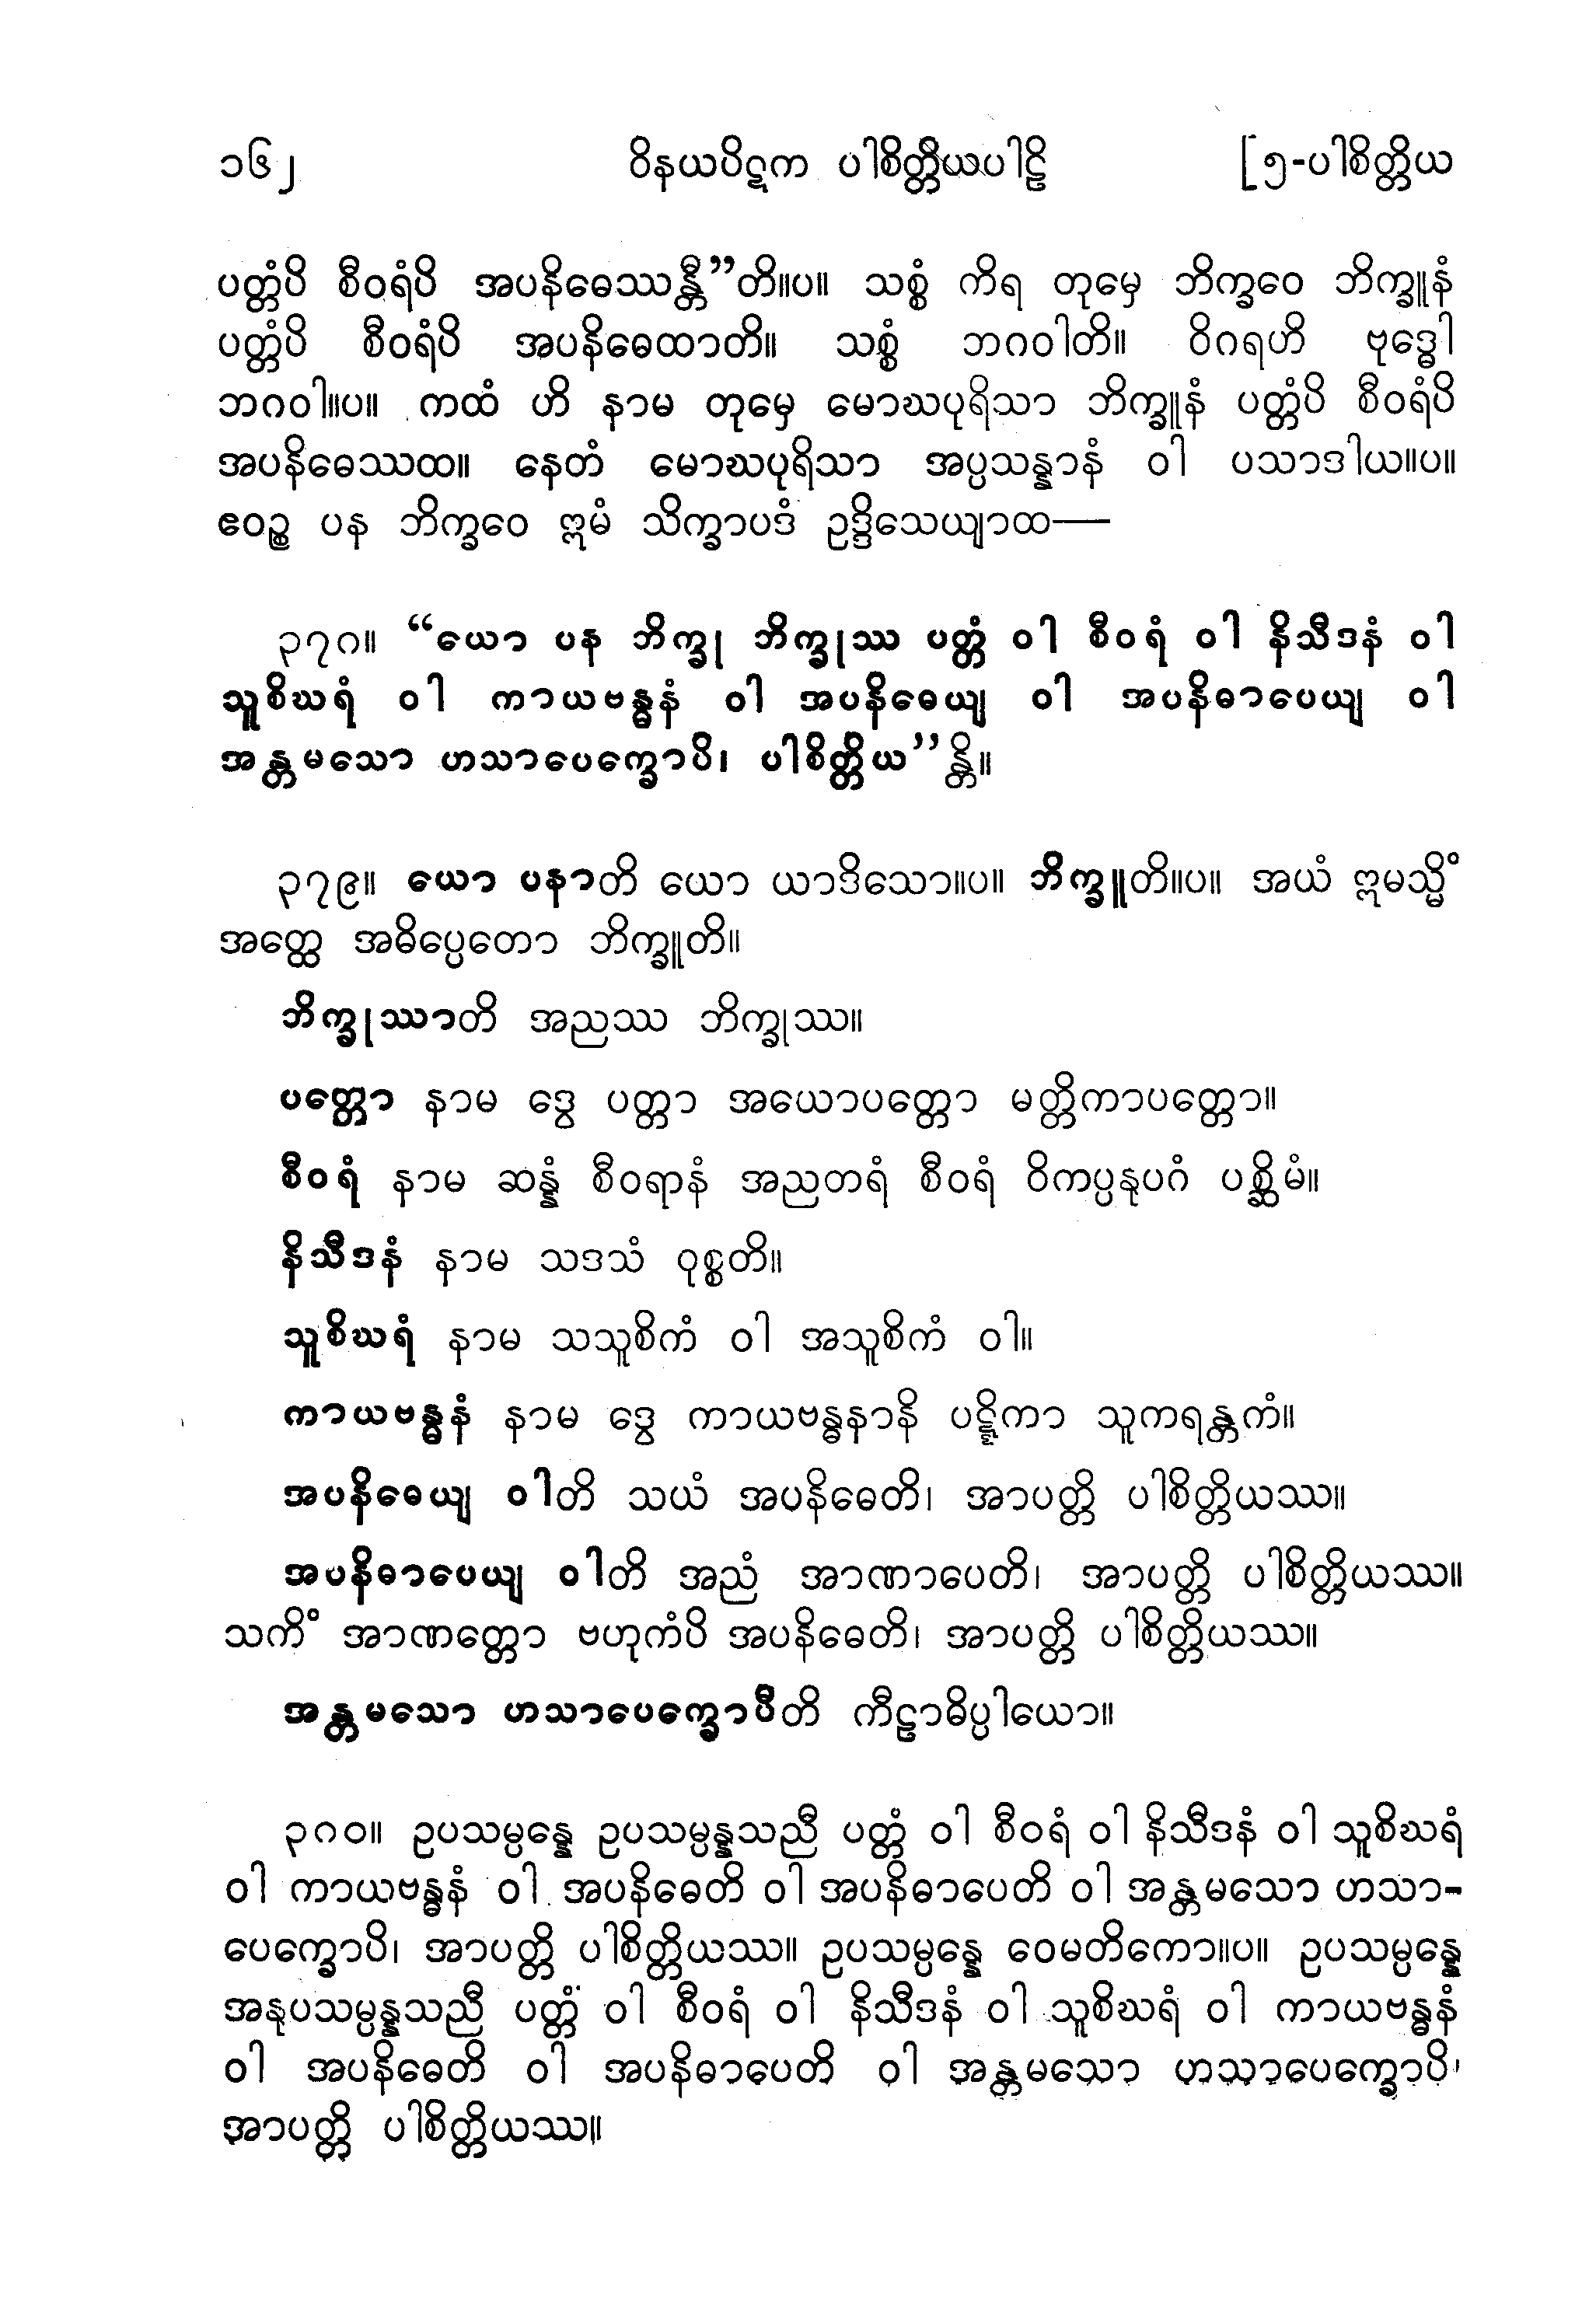 ၁၆၂ ဝိနယပိဋက ပါစိတ္တိယပါဠိ [၅-ပါစိတ္တိယ
ပတ္တံပိ စီဝရံပိ အပနိဓေဿန္တီ”တိ။ပ။ သစ္စံ ကိရ တုမှေ ဘိက္ခဝေ ဘိက္ခူနံ
ပတ္တံပိ စီဝရံပိ အပနိဓေထာတိ။ သစ္စံ ဘဂဝါတိ။ ဝိဂရဟိ ဗုဒ္ဓေါ
ဘဂဝါ။ပ။ ကထံ ဟိ နာမ တုမှေ မောဃပုရိသာ ဘိက္ခူနံ ပတ္တံပိ စီဝရံပိ
အပနိဓေဿထ။ နေတံ မောဃပုရိသာ အပ္ပသန္နာနံ ဝါ ပသာဒါယ။ပ။
ဧဝဉ္စ ပန ဘိက္ခဝေ ဣမံ သိက္ခာပဒံ ဥဒ္ဒိသေယျာထ—
၃၇၈။ “ယော ပန ဘိက္ခု ဘိက္ခုဿ ပတ္တံ ဝါ စီဝရံ ဝါ နိသီဒနံ ဝါ
သူစိဃရံ ဝါ ကာယဗန္ဓနံ ဝါ အပနိဓေယျ ဝါ အပနိဓာပေယျ ဝါ
အန္တမသော ဟသာပေက္ခောပိ၊ ပါစိတ္တိယ”န္တိ။
၃၇၉။ ယော ပနာတိ ယော ယာဒိသော။ပ။ ဘိက္ခူတိ။ပ။ အယံ ဣမသ္မိံ
အတ္ထေ အဓိပ္ပေတော ဘိက္ခူတိ။
ဘိက္ခုဿာတိ အညဿ ဘိက္ခုဿ။
ပတ္တော နာမ ဒွေ ပတ္တာ အယောပတ္တော မတ္တိကာပတ္တော။
စီဝရံ နာမ ဆန္နံ စီဝရာနံ အညတရံ စီဝရံ ဝိကပ္ပနုပဂံ ပစ္ဆိမံ။
နိသီဒနံ နာမ သဒသံ ဝုစ္စတိ။
သူစိဃရံ နာမ သသူစိကံ ဝါ အသူစိကံ ဝါ။
ကာယဗန္ဓနံ နာမ ဒွေ ကာယဗန္ဓနာနိ ပဋ္ဋိကာ သူကရန္တကံ။
အပနိဓေယျ ဝါတိ သယံ အပနိဓေတိ၊ အာပတ္တိ ပါစိတ္တိယဿ။
အပနိဓာပေယျ ဝါတိ အညံ အာဏာပေတိ၊ အာပတ္တိ ပါစိတ္တိယဿ။
သကိံ အာဏတ္တော ဗဟုကံပိ အပနိဓေတိ၊ အာပတ္တိ ပါစိတ္တိယဿ။
အန္တမသော ဟသာပေက္ခောပီတိ ကီဠာဓိပ္ပါယော။
၃၈၀။ ဥပသမ္ပန္နေ ဥပသမ္ပန္နသညီ ပတ္တံ ဝါ စီဝရံ ဝါ နိသီဒနံ ဝါ သူစိဃရံ
ဝါ ကာယဗန္ဓနံ ဝါ အပနိဓေတိ ဝါ အပနိဓာပေတိ ဝါ အန္တမသော ဟသာ-
ပေက္ခောပိ၊ အာပတ္တိ ပါစိတ္တိယဿ။ ဥပသမ္ပန္နေ ဝေမတိကော။ပ။ ဥပသမ္ပန္နေ
အနုပသမ္ပန္နသညီ ပတ္တံ ဝါ စီဝရံ ဝါ နိသီဒနံ ဝါ သူစိဃရံ ဝါ ကာယဗန္ဓနံ
ဝါ အပနိဓေတိ ဝါ အပနိဓာပေတိ ဝါ အန္တမသော ဟသာပေက္ခောပိ၊
အာပတ္တိ ပါစိတ္တိယဿ။